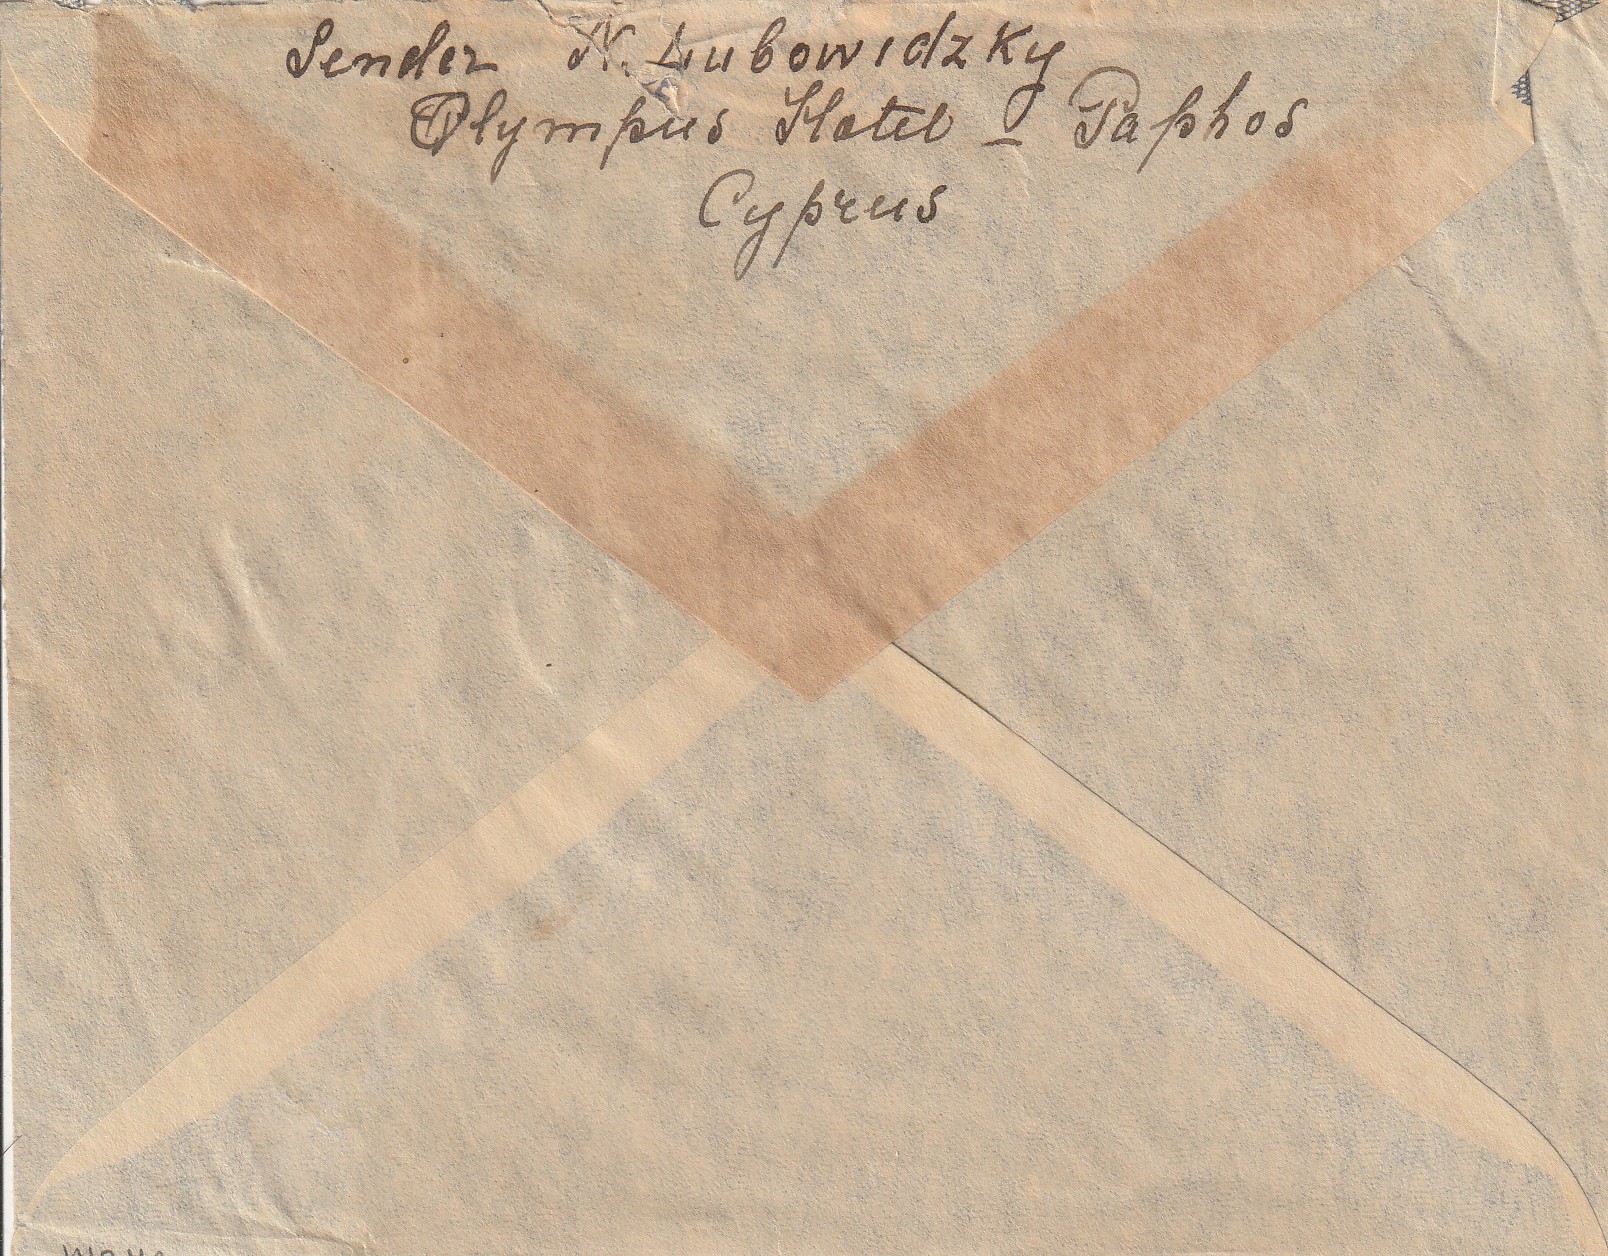 Sender N. Lubowidzky
Olympus Hotel - Paphos
Cyprus